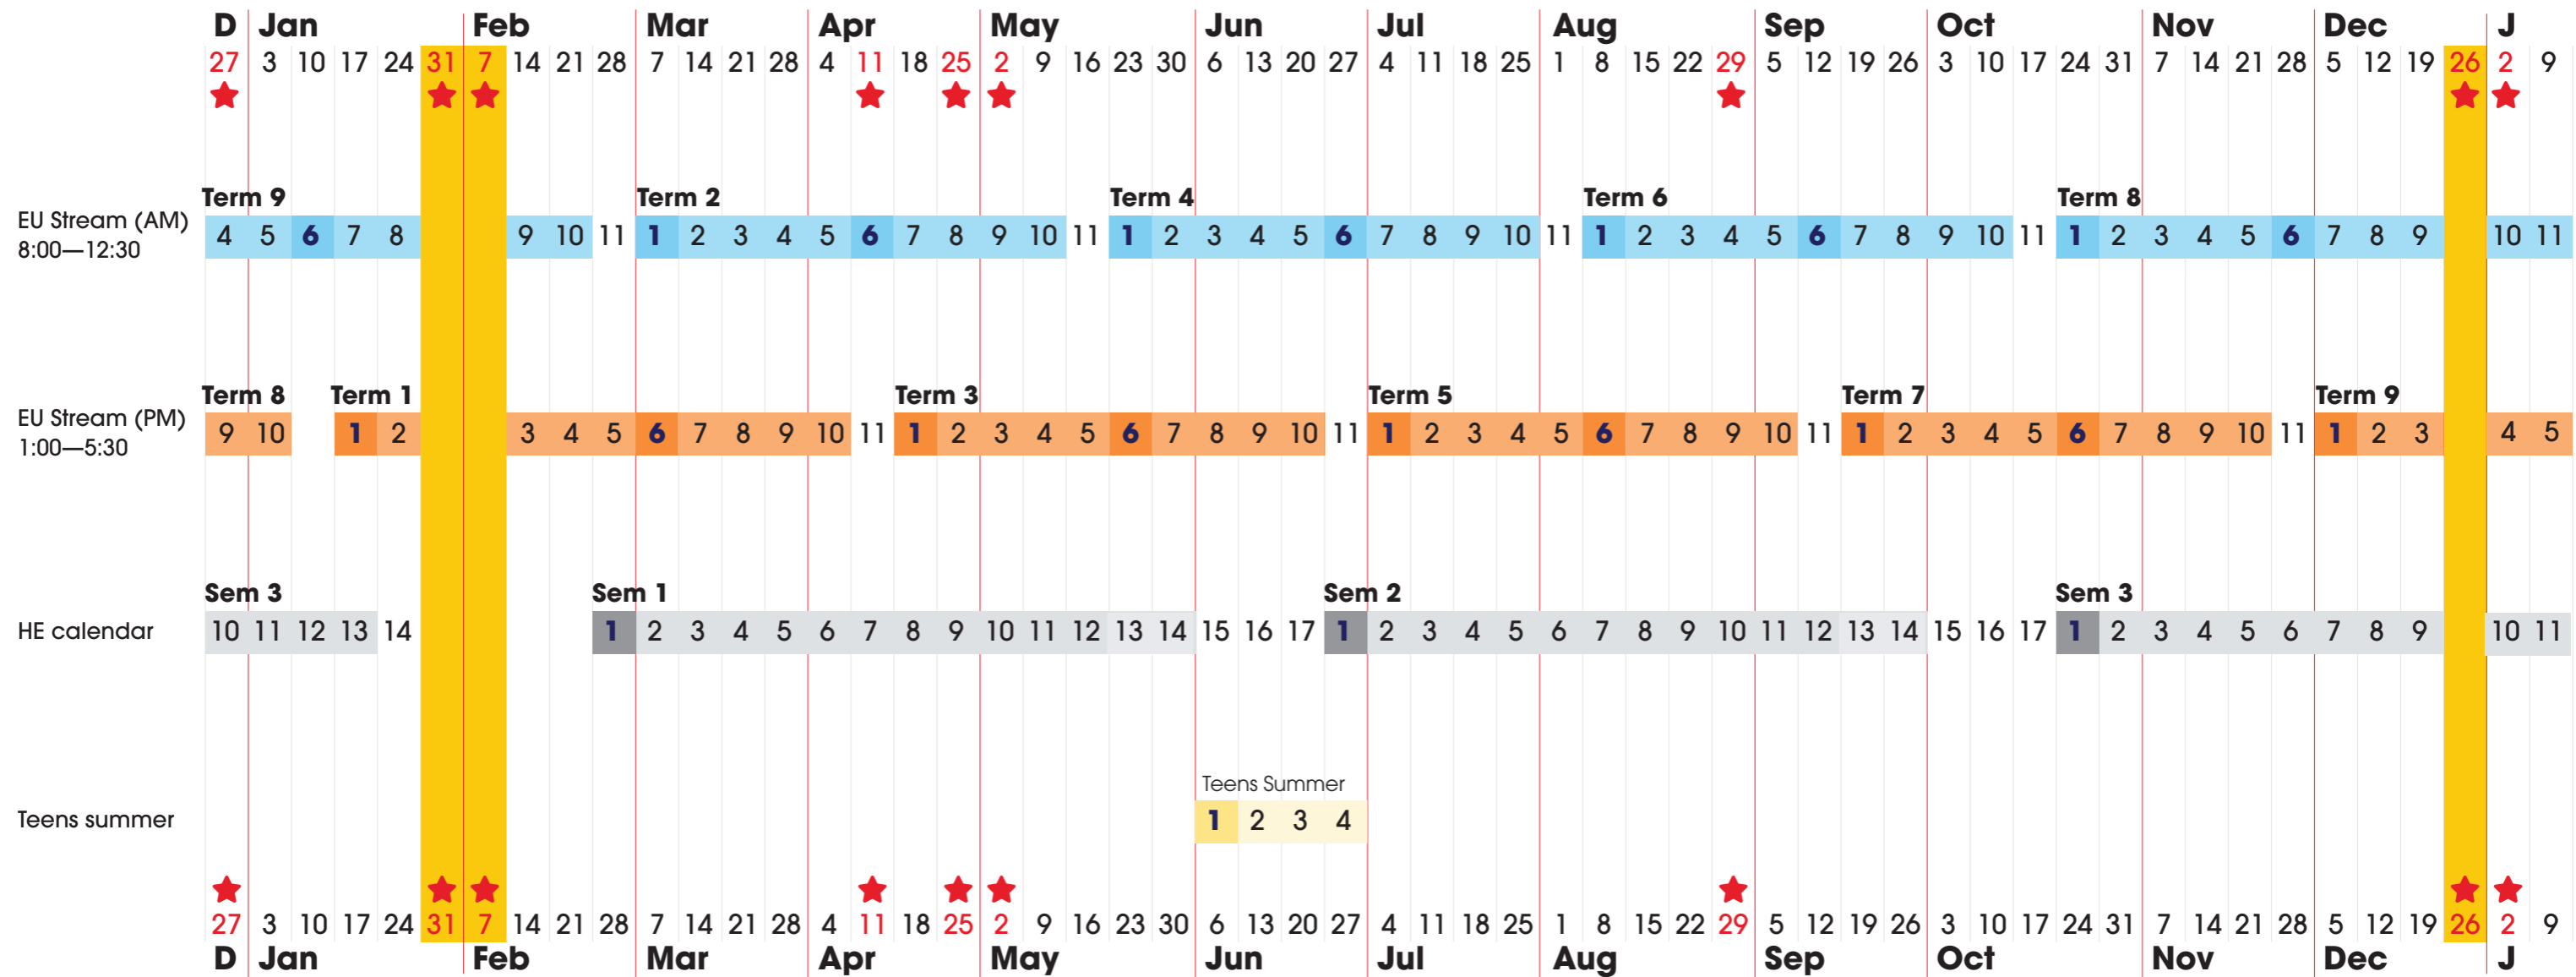 D Jan Feb Mar Apr May Jun Jul Aug Sep Oct Nov Dec J
27 3 10 17 24 31 7 14 21 28 7 14 21 28 4 11 18 25 2 9 16 23 30 6 13 20 27 4 11 18 25 1 8 15 22 29 5 12 19 26 3 10 17 24 31 7 14 21 28 5 12 19 26 2 9
Term 9 Term 2 Term 4 Term 6 Term 8
EU Stream (AM)
8:00—12:30
4 5 6 7 8 9 10 11 1 2 3 4 5 6 7 8 9 10 11 1 2 3 4 5 6 7 8 9 10 11 1 2 3 4 5 6 7 8 9 10 11 1 2 3 4 5 6 7 8 9 10 11
Term 8 Term 1 Term 3 Term 5 Term 7 Term 9
EU Stream (PM)
1:00—5:30
9 10 1 2 3 4 5 6 7 8 9 10 11 1 2 3 4 5 6 7 8 9 10 11 1 2 3 4 5 6 7 8 9 10 11 1 2 3 4 5 6 7 8 9 10 11 1 2 3 4 5
Sem 3 Sem 1 Sem 2 Sem 3
HE calendar 10 11 12 13 14 1 2 3 4 5 6 7 8 9 10 11 12 13 14 15 16 17 1 2 3 4 5 6 7 8 9 10 11 12 13 14 15 16 17 1 2 3 4 5 6 7 8 9 10 11
Teens Summer
Teens summer 1 2 3 4
27 3 10 17 24 31 7 14 21 28 7 14 21 28 4 11 18 25 2 9 16 23 30 6 13 20 27 4 11 18 25 1 8 15 22 29 5 12 19 26 3 10 17 24 31 7 14 21 28 5 12 19 26 2 9
D Jan Feb Mar Apr May Jun Jul Aug Sep Oct Nov Dec J